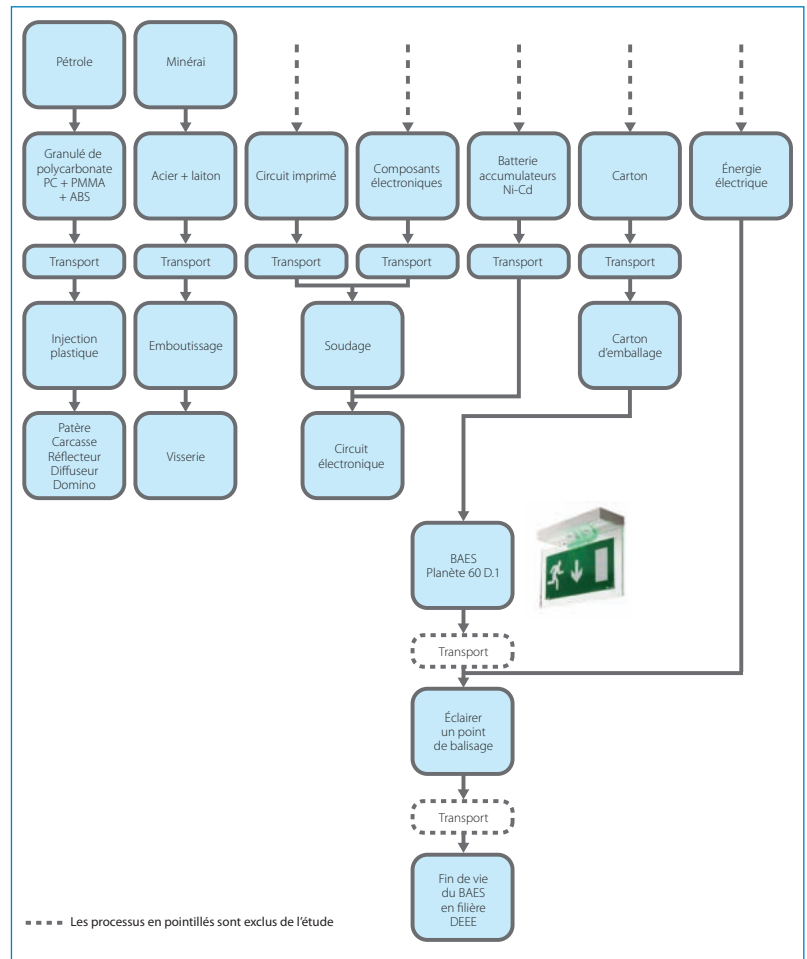 Pétrole
Minérai
Granulé de
polycarbonate
PC + PMMA
+ ABS
Acier + laiton
Circuit imprimé
Composants
électroniques
Batterie
accumulateurs
Ni-Cd
Carton
Énergie
électrique
Transport
Transport
Transport
Transport
Transport
Transport
Injection
plastique
Emboutissage
Soudage
Carton
d'emballage
Patère
Carcasse
Réflecteur
Diffuseur
Domino
Visserie
Circuit
électronique
BAES
Planète 60 D.1
Transport
Éclairer
un point
de balisage
Transport
Fin de vie
du BAES
en filière
DEEE
Les processus en pointillés sont exclus de l'étude